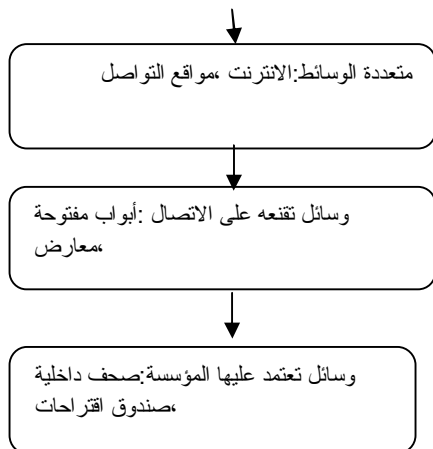 متعددة الوسائط:الانترنت ،مواقع التواصل
وسائل تقنعه على الاتصال :أبواب مفتوحة
،معارض
وسائل تعتمد عليها المؤسسة:صحف داخلية
،صندوق اقتراحات